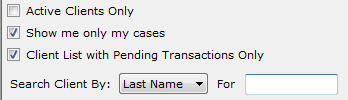 Active Clients Only
Show me only my cases
Client List with Pending Transactions Only
Search Client By: Last Name For